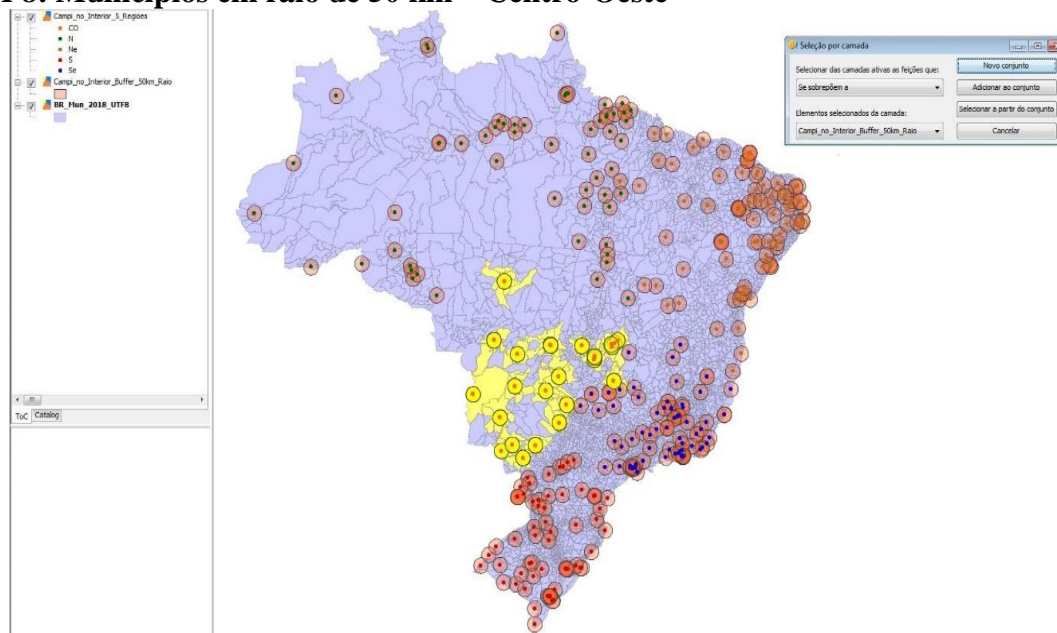 Municípios em raio de 50 km – Centro-Oeste
Campi_no_Interior_5_Regioes
CO
N
Ne
S
Se
Campi_no_Interior_Buffer_50km_Raio
BR_Mun_2018_UTF8
ToC Catalog
Seleção por camada
Selecionar das camadas ativas as feições que:
Novo conjunto
Se sobrepõem a
Adicionar ao conjunto
Elementos selecionados da camada:
Selecionar a partir do conjunto
Campi_no_Interior_Buffer_50km_Raio
Cancelar